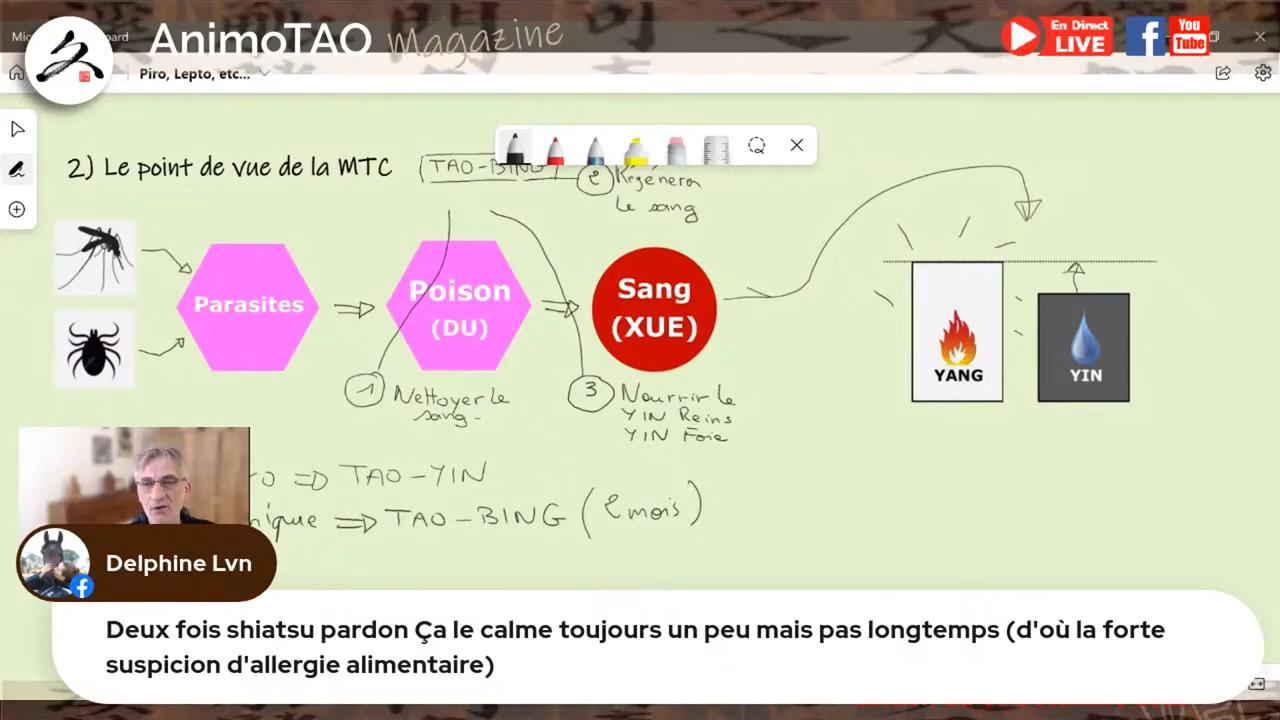 AnimoTAO Magazine
En Direct
LIVE
You
Tube
Piro, Lepto, etc...
2) Le point de vue de la MTC
TAO-BING
2 Régénérer
le sang
Parasites
Poison
(DU)
Sang
(XUE)
YANG
YIN
1 Nettoyer le
sang-
3 Nourrir le
YIN Reins
YIN Foie
⇒ TAO-YIN
nique ⇒ TAO-BING (2 mois)
Delphine Lvn
Deux fois shiatsu pardon Ça le calme toujours un peu mais pas longtemps (d'où la forte
suspicion d'allergie alimentaire)